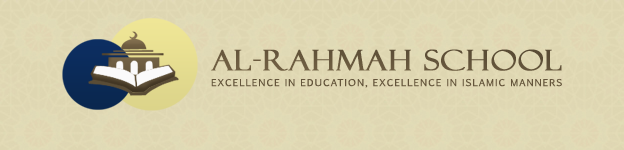 AL-RAHMAH SCHOOL
EXCELLENCE IN EDUCATION, EXCELLENCE IN ISLAMIC MANNERS